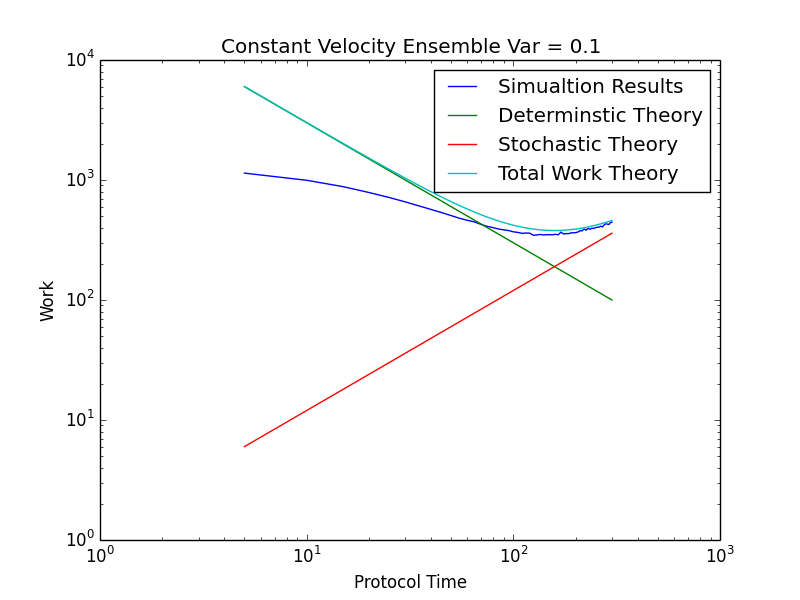 Constant Velocity Ensemble Var = 0.1
10^4
10^3
10^2
10^1
10^0
Work
Simualtion Results
Determinstic Theory
Stochastic Theory
Total Work Theory
10^0 10^1 10^2 10^3
Protocol Time